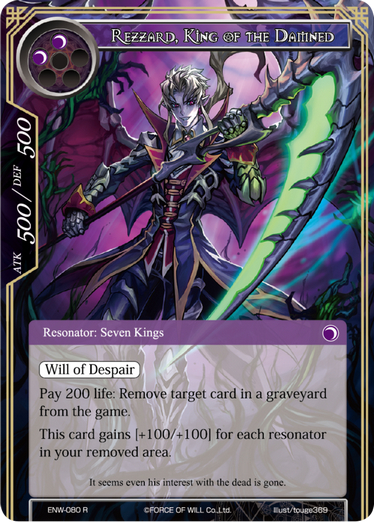 Rezzard, King of the Damned
ATK 500 / DEF 500
Resonator: Seven Kings
Will of Despair
Pay 200 life: Remove target card in a graveyard
from the game.
This card gains [+100/+100] for each resonator
in your removed area.
It seems even his interest with the dead is gone.
ENW-080 R ©FORCE OF WILL Co.,Ltd. Illust/touge369